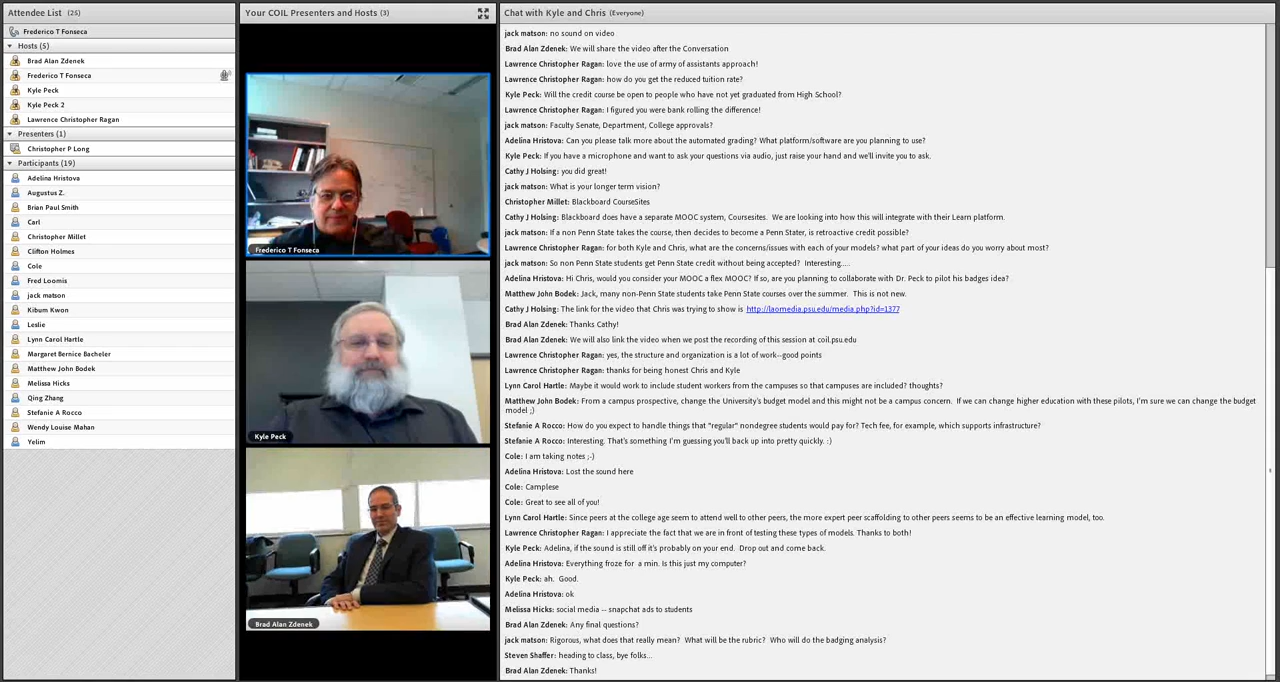 Attendee List (25)
Frederico T Fonseca
Hosts (5)
Brad Alan Zdenek
Frederico T Fonseca
Kyle Peck
Kyle Peck 2
Lawrence Christopher Ragan
Presenters (1)
Christopher P Long
Participants (19)
Adelina Hristova
Augustus Z.
Brian Paul Smith
Carl
Christopher Millet
Clifton Holmes
Cole
Fred Loomis
jack matson
Kibum Kwon
Leslie
Lynn Carol Hartle
Margaret Bernice Bacheler
Matthew John Bodek
Melissa Hicks
Qing Zhang
Stefanie A Rocco
Wendy Louise Mahan
Yelim
Your COIL Presenters and Hosts (3)
Frederico T Fonseca
Kyle Peck
Brad Alan Zdenek
Chat with Kyle and Chris (Everyone)
jack matson: no sound on video
Brad Alan Zdenek: We will share the video after the Conversation
Lawrence Christopher Ragan: love the use of army of assistants approach!
Lawrence Christopher Ragan: how do you get the reduced tuition rate?
Kyle Peck: Will the credit course be open to people who have not yet graduated from High School?
Lawrence Christopher Ragan: I figured you were bank rolling the difference!
jack matson: Faculty Senate, Department, College approvals?
Adelina Hristova: Can you please talk more about the automated grading? What platform/software are you planning to use?
Kyle Peck: If you have a microphone and want to ask your questions via audio, just raise your hand and we'll invite you to ask.
Cathy J Holsing: you did great!
jack matson: What is your longer term vision?
Christopher Millet: Blackboard CourseSites
Cathy J Holsing: Blackboard does have a separate MOOC system, Coursesites. We are looking into how this will integrate with their Learn platform.
jack matson: If a non Penn State takes the course, then decides to become a Penn Stater, is retroactive credit possible?
Lawrence Christopher Ragan: for both Kyle and Chris, what are the concerns/issues with each of your models? what part of your ideas do you worry about most?
jack matson: So non Penn State students get Penn State credit without being accepted? Interesting....
Adelina Hristova: Hi Chris, would you consider your MOOC a flex MOOC? If so, are you planning to collaborate with Dr. Peck to pilot his badges idea?
Matthew John Bodek: Jack, many non-Penn State students take Penn State courses over the summer. This is not new.
Cathy J Holsing: The link for the video that Chris was trying to show is http://laomedia.psu.edu/media.php?id=1377
Brad Alan Zdenek: Thanks Cathy!
Brad Alan Zdenek: We will also link the video when we post the recording of this session at coil.psu.edu
Lawrence Christopher Ragan: yes, the structure and organization is a lot of work--good points
Lawrence Christopher Ragan: thanks for being honest Chris and Kyle
Lynn Carol Hartle: Maybe it would work to include student workers from the campuses so that campuses are included? thoughts?
Matthew John Bodek: From a campus prospective, change the University's budget model and this might not be a campus concern. If we can change higher education with these pilots, I'm sure we can change the budget
model ;)
Stefanie A Rocco: How do you expect to handle things that "regular" nondegree students would pay for? Tech fee, for example, which supports infrastructure?
Stefanie A Rocco: Interesting. That's something I'm guessing you'll back up into pretty quickly. :)
Cole: I am taking notes ;-)
Adelina Hristova: Lost the sound here
Cole: Camplese
Cole: Great to see all of you!
Lynn Carol Hartle: Since peers at the college age seem to attend well to other peers, the more expert peer scaffolding to other peers seems to be an effective learning model, too.
Lawrence Christopher Ragan: I appreciate the fact that we are in front of testing these types of models. Thanks to both!
Kyle Peck: Adelina, if the sound is still off it's probably on your end. Drop out and come back.
Adelina Hristova: Everything froze for a min. Is this just my computer?
Kyle Peck: ah. Good.
Adelina Hristova: ok
Melissa Hicks: social media -- snapchat ads to students
Brad Alan Zdenek: Any final questions?
jack matson: Rigorous, what does that really mean? What will be the rubric? Who will do the badging analysis?
Steven Shaffer: heading to class, bye folks...
Brad Alan Zdenek: Thanks!